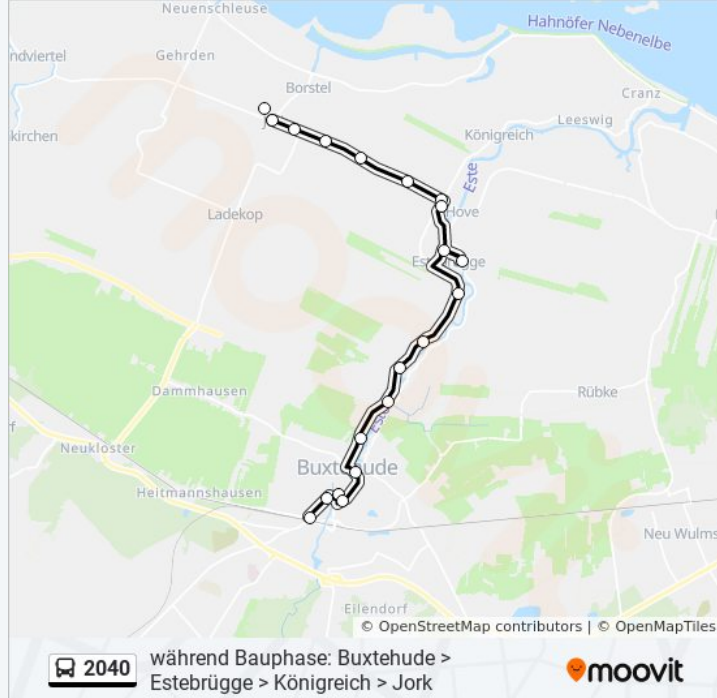 Neuenschleuse
Hahnöfer Nebenelbe
ndviertel
Gehrden
Borstel
Cranz
Leeswig
kirchen
Königreich
J
Este
Ladekop
Hove
Estebrügge
Dammhausen
Rübke
Este
Neukloster
Buxtehude
Heitmannshausen
Neu Wulms
Eilendorf
© OpenStreetMap contributors | © OpenMapTiles
2040
während Bauphase: Buxtehude >
Estebrügge > Königreich > Jork
moovit